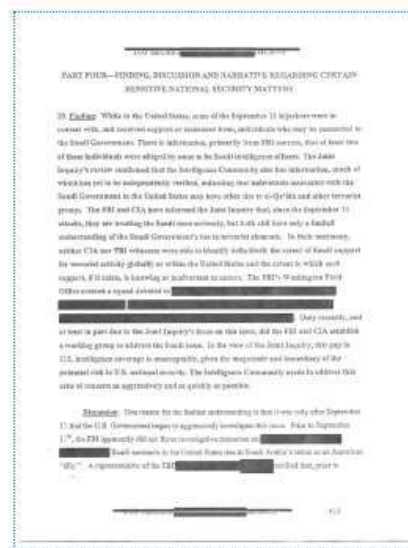 PART FOUR—FINDING, DISCUSSION AND NARRATIVE REGARDING CERTAIN
SENSITIVE NATIONAL SECURITY MATTERS
20. Finding: While in the United States, some of the September 11 hijackers were in
contact with, and received support or assistance from, individuals who may be connected to
the Saudi Government. There is information, primarily from FBI sources, that at least two
of those individuals were alleged by some to be Saudi intelligence officers. The Joint
Inquiry's review confirmed that the Intelligence Community also has information, much of
which has yet to be independently verified, indicating that individuals associated with the
Saudi Government in the United States may have other ties to al-Qa'ida and other terrorist
groups. The FBI and CIA have informed the Joint Inquiry that, since the September 11
attacks, they are treating the Saudi issue seriously, but both still have only a limited
understanding of the Saudi Government's ties to terrorist elements. In their testimony,
neither CIA nor FBI witnesses were able to identify definitively the extent of Saudi support
for terrorist activity globally or within the United States and the extent to which such
support, if it exists, is knowing or inadvertent in nature. The FBI's Washington Field
Office created a squad devoted to
Only recently, and
at least in part due to the Joint Inquiry's focus on this issue, did the FBI and CIA establish
a working group to address the Saudi issue. In the view of the Joint Inquiry, this gap in
U.S. intelligence coverage is unacceptable, given the magnitude and immediacy of the
potential risk to U.S. national security. The Intelligence Community needs to address this
area of concern as aggressively and as quickly as possible.
Discussion: One reason for the limited understanding is that it was only after September
11 that the U.S. Government began to aggressively investigate this issue. Prior to September
11th, the FBI apparently did not focus investigative resources on
Saudi nationals in the United States due to Saudi Arabia's status as an American
"ally." A representative of the FBI testified that, prior to
415